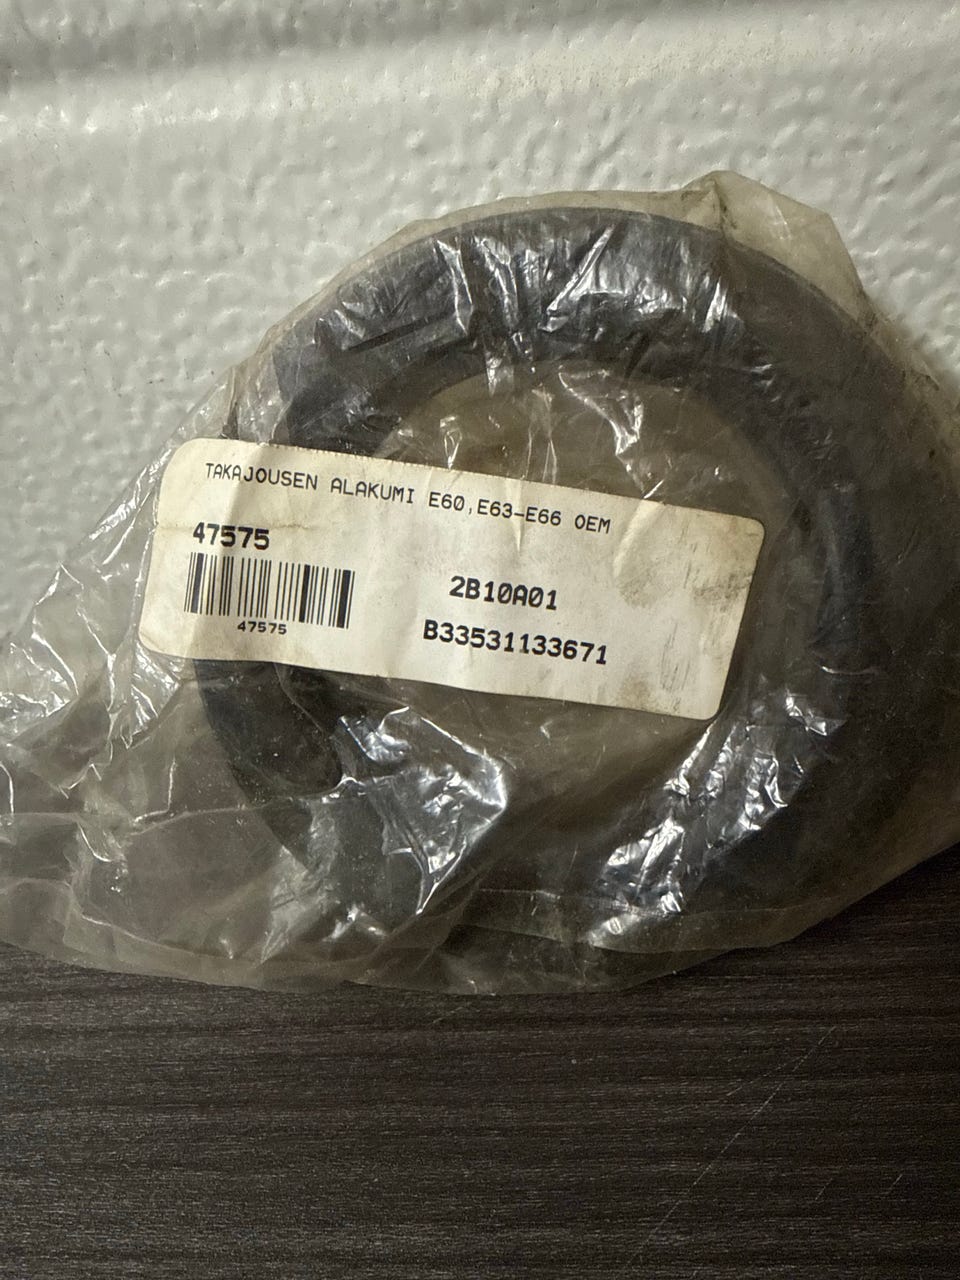 TAKAJOUSEN ALAKUMI E60,E63-E66 OEM
47575
2B10A01
47575
B33531133671